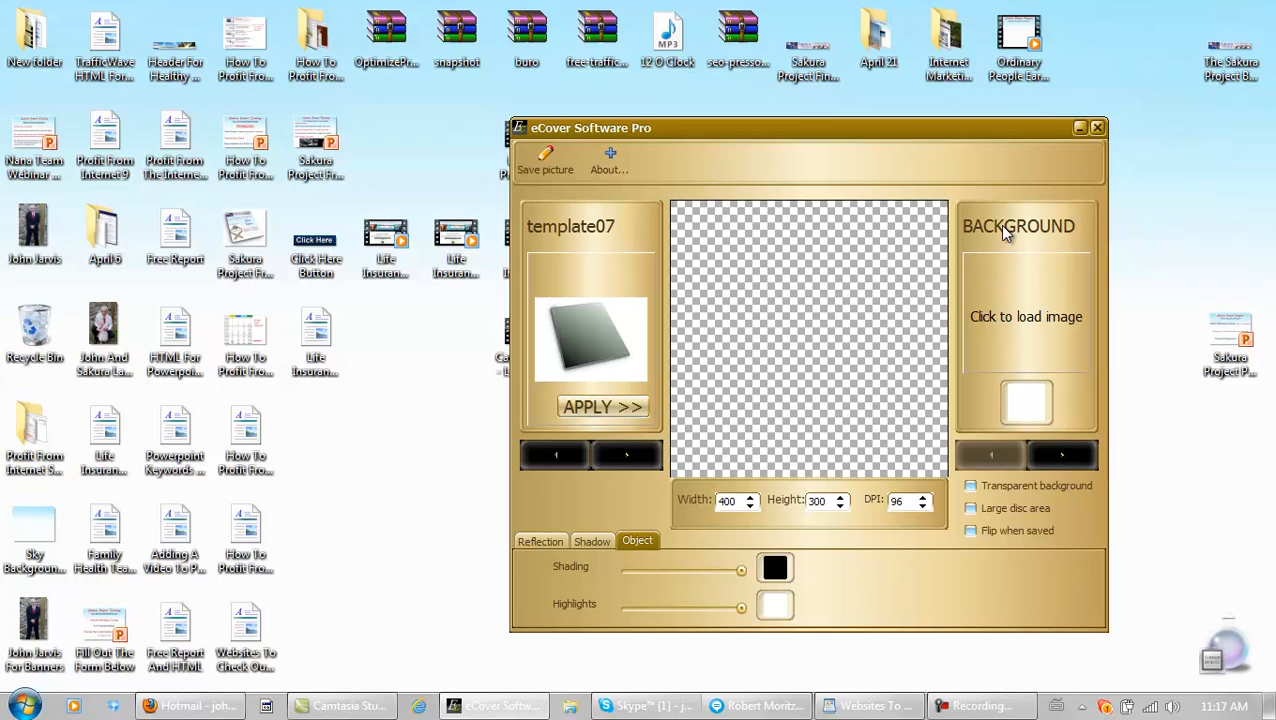 New folder
TrafficWave HTML For...
Header For Healthy ...
How To Profit Fro...
How To Profit Fro...
OptimizePr...
snapshot
buro
free-traffic...
12 O Clock
seo-presso...
Sakura Project Fin...
April 21
Internet Marketi...
Ordinary People Ear...
The Sakura Project B...
MP3
Nana Team Webinar ...
Profit From Internet 9
Profit From The Interne...
How To Profit Fro...
Sakura Project Fr...
eCover Software Pro
Save picture
About...
John Jarvis
April 6
Free Report
Sakura Project Fr...
Click Here
Click Here Button
Life Insuran...
Life Insuran...
template07
BACKGROUND
Click to load image
APPLY >>
Recycle Bin
John And Sakura La...
HTML For Powerpoi...
How To Profit Fro...
Life Insuran...
Sakura Project P...
Profit From Internet S...
Life Insuran...
Powerpoint Keywords ...
How To Profit Fro...
Width: 400 Height: 300 DPI: 96
Transparent background
Large disc area
Flip when saved
Reflection Shadow Object
Shading
Highlights
Sky Backgroun...
Family Health Tea...
Adding A Video To P...
How To Profit Fro...
John Jarvis For Banners
Fill Out The Form Below
Free Report And HTML
Websites To Check Ou...
Hotmail - joh...
Camtasia Stu...
eCover Softw...
Skype™ [1] - j...
Robert Moritz...
Websites To ...
Recording...
11:17 AM